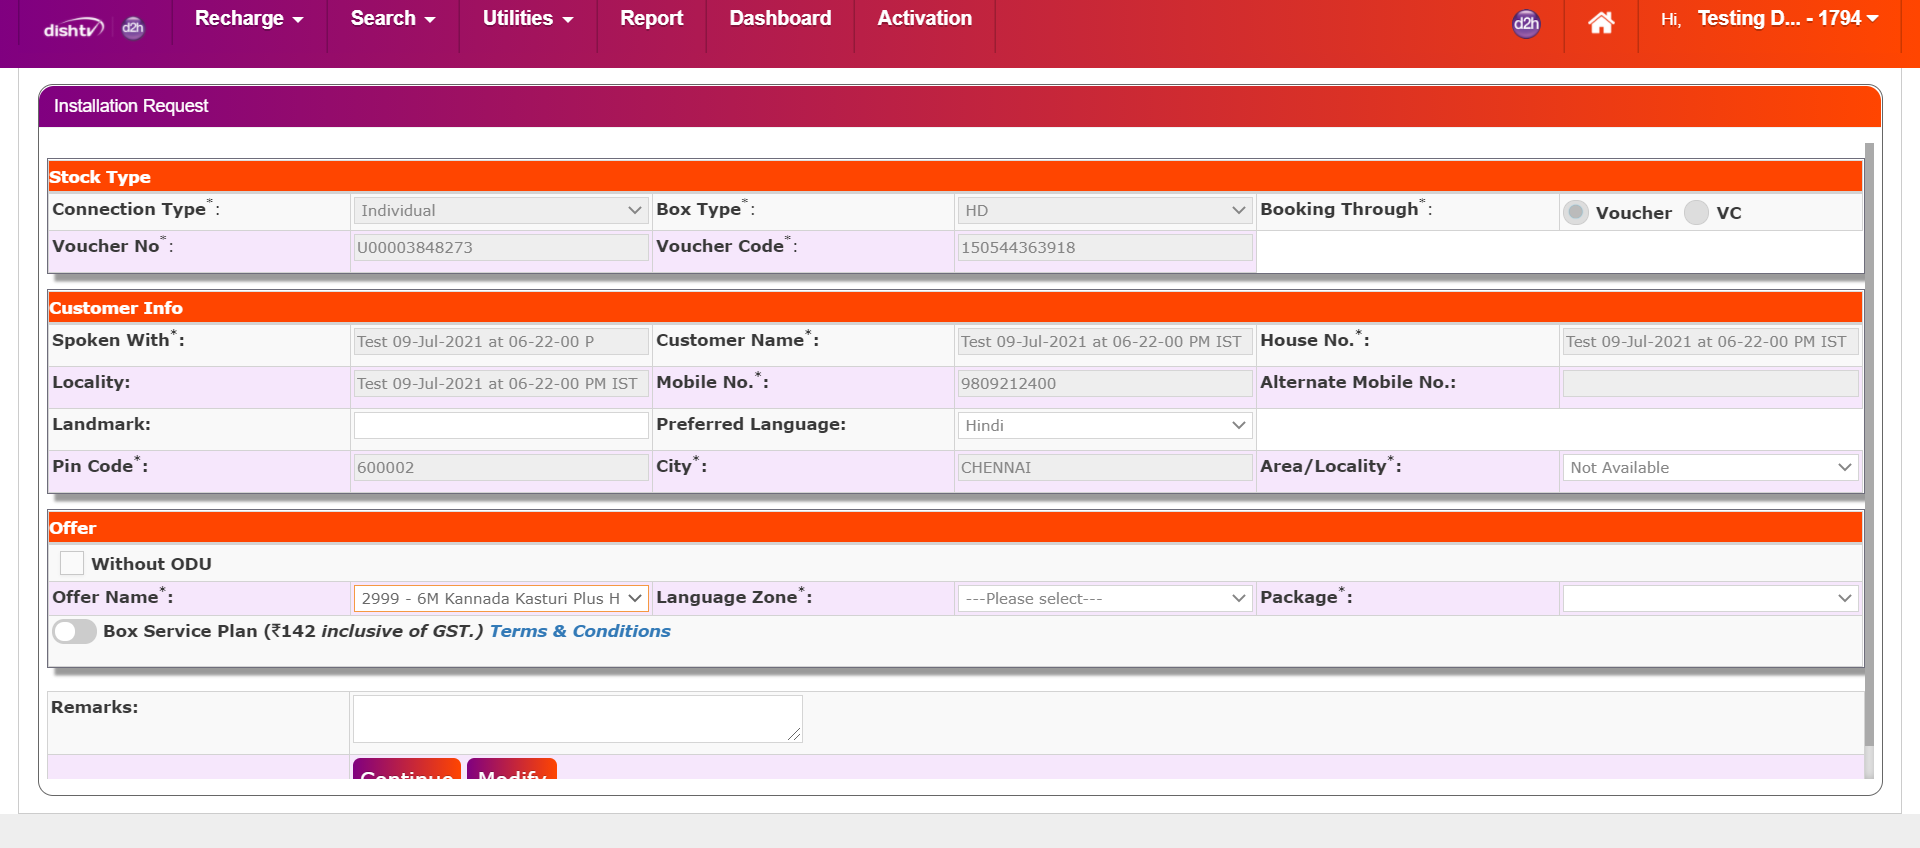 dishtv d2h Recharge Search Utilities Report Dashboard Activation d2h Hi, Testing D... - 1794
Installation Request
Stock Type
Connection Type*: Individual Box Type*: HD Booking Through*: Voucher VC
Voucher No*: U00003848273 Voucher Code*: 150544363918
Customer Info
Spoken With*: Test 09-Jul-2021 at 06-22-00 P Customer Name*: Test 09-Jul-2021 at 06-22-00 PM IST House No.*: Test 09-Jul-2021 at 06-22-00 PM IST
Locality: Test 09-Jul-2021 at 06-22-00 PM IST Mobile No.*: 9809212400 Alternate Mobile No.:
Landmark: Preferred Language: Hindi
Pin Code*: 600002 City*: CHENNAI Area/Locality*: Not Available
Offer
Without ODU
Offer Name*: 2999 - 6M Kannada Kasturi Plus H Language Zone*: ---Please select--- Package*:
Box Service Plan (₹142 inclusive of GST.) Terms & Conditions
Remarks:
Continue Modify